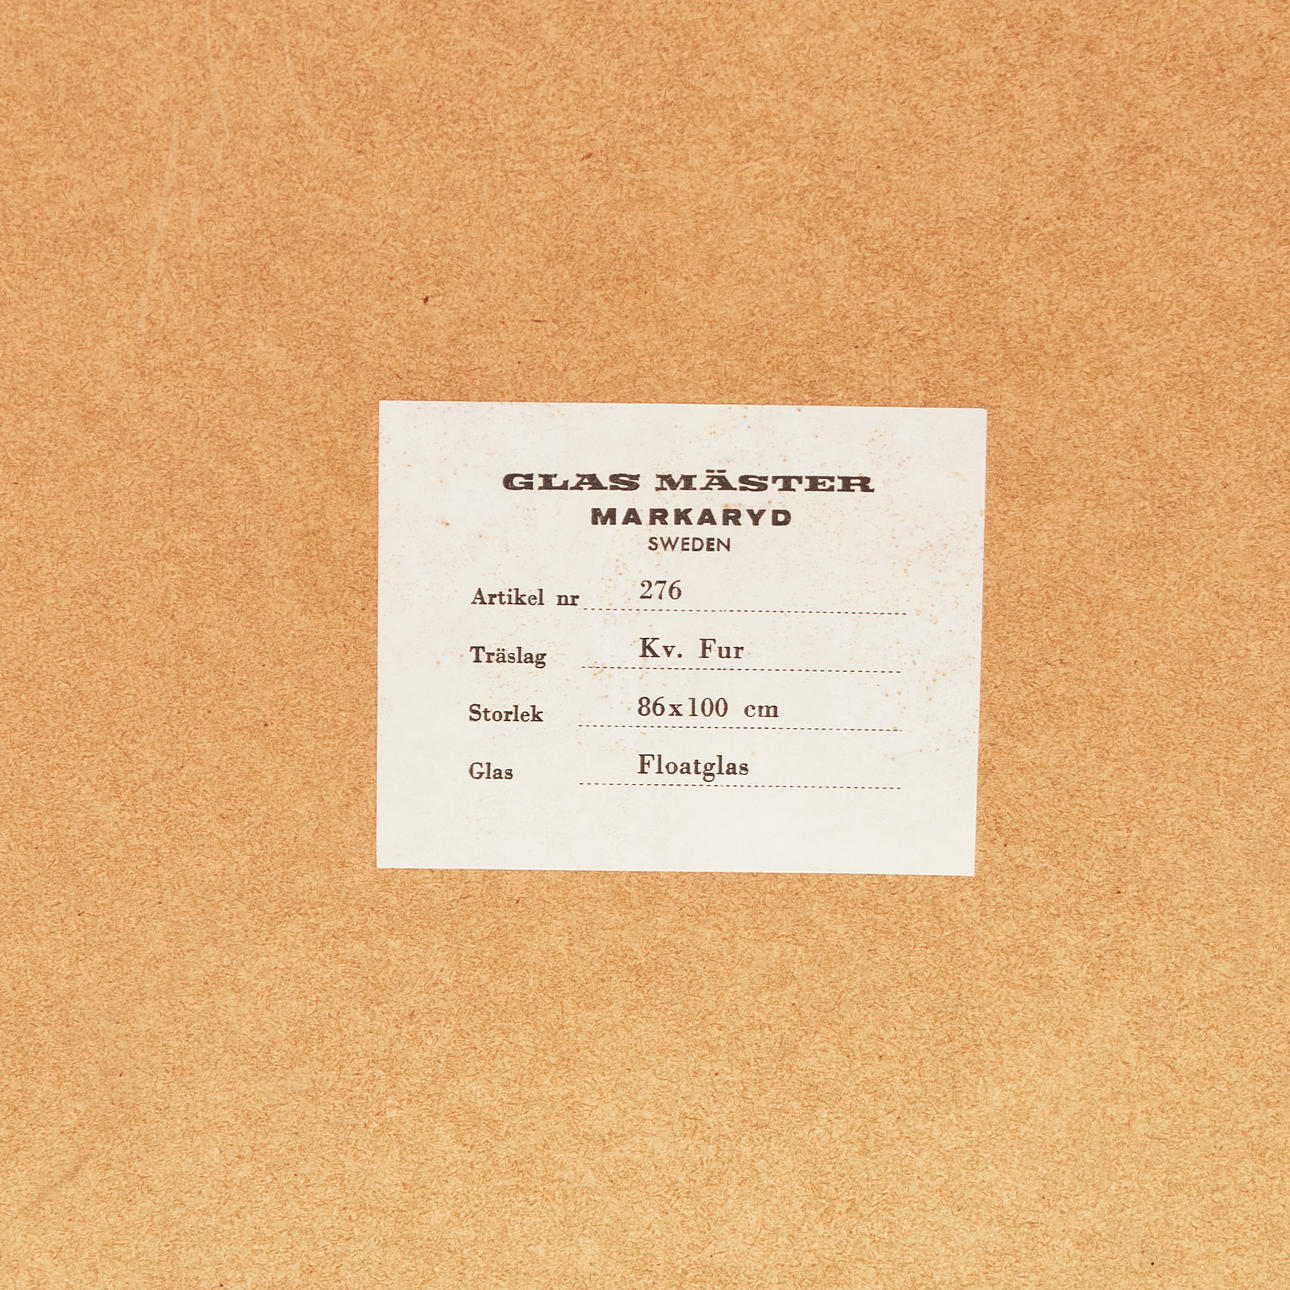 GLAS MÄSTER
MARKARYD
SWEDEN
Artikel nr 276
Träslag Kv. Fur
Storlek 86x100 cm
Glas Floatglas